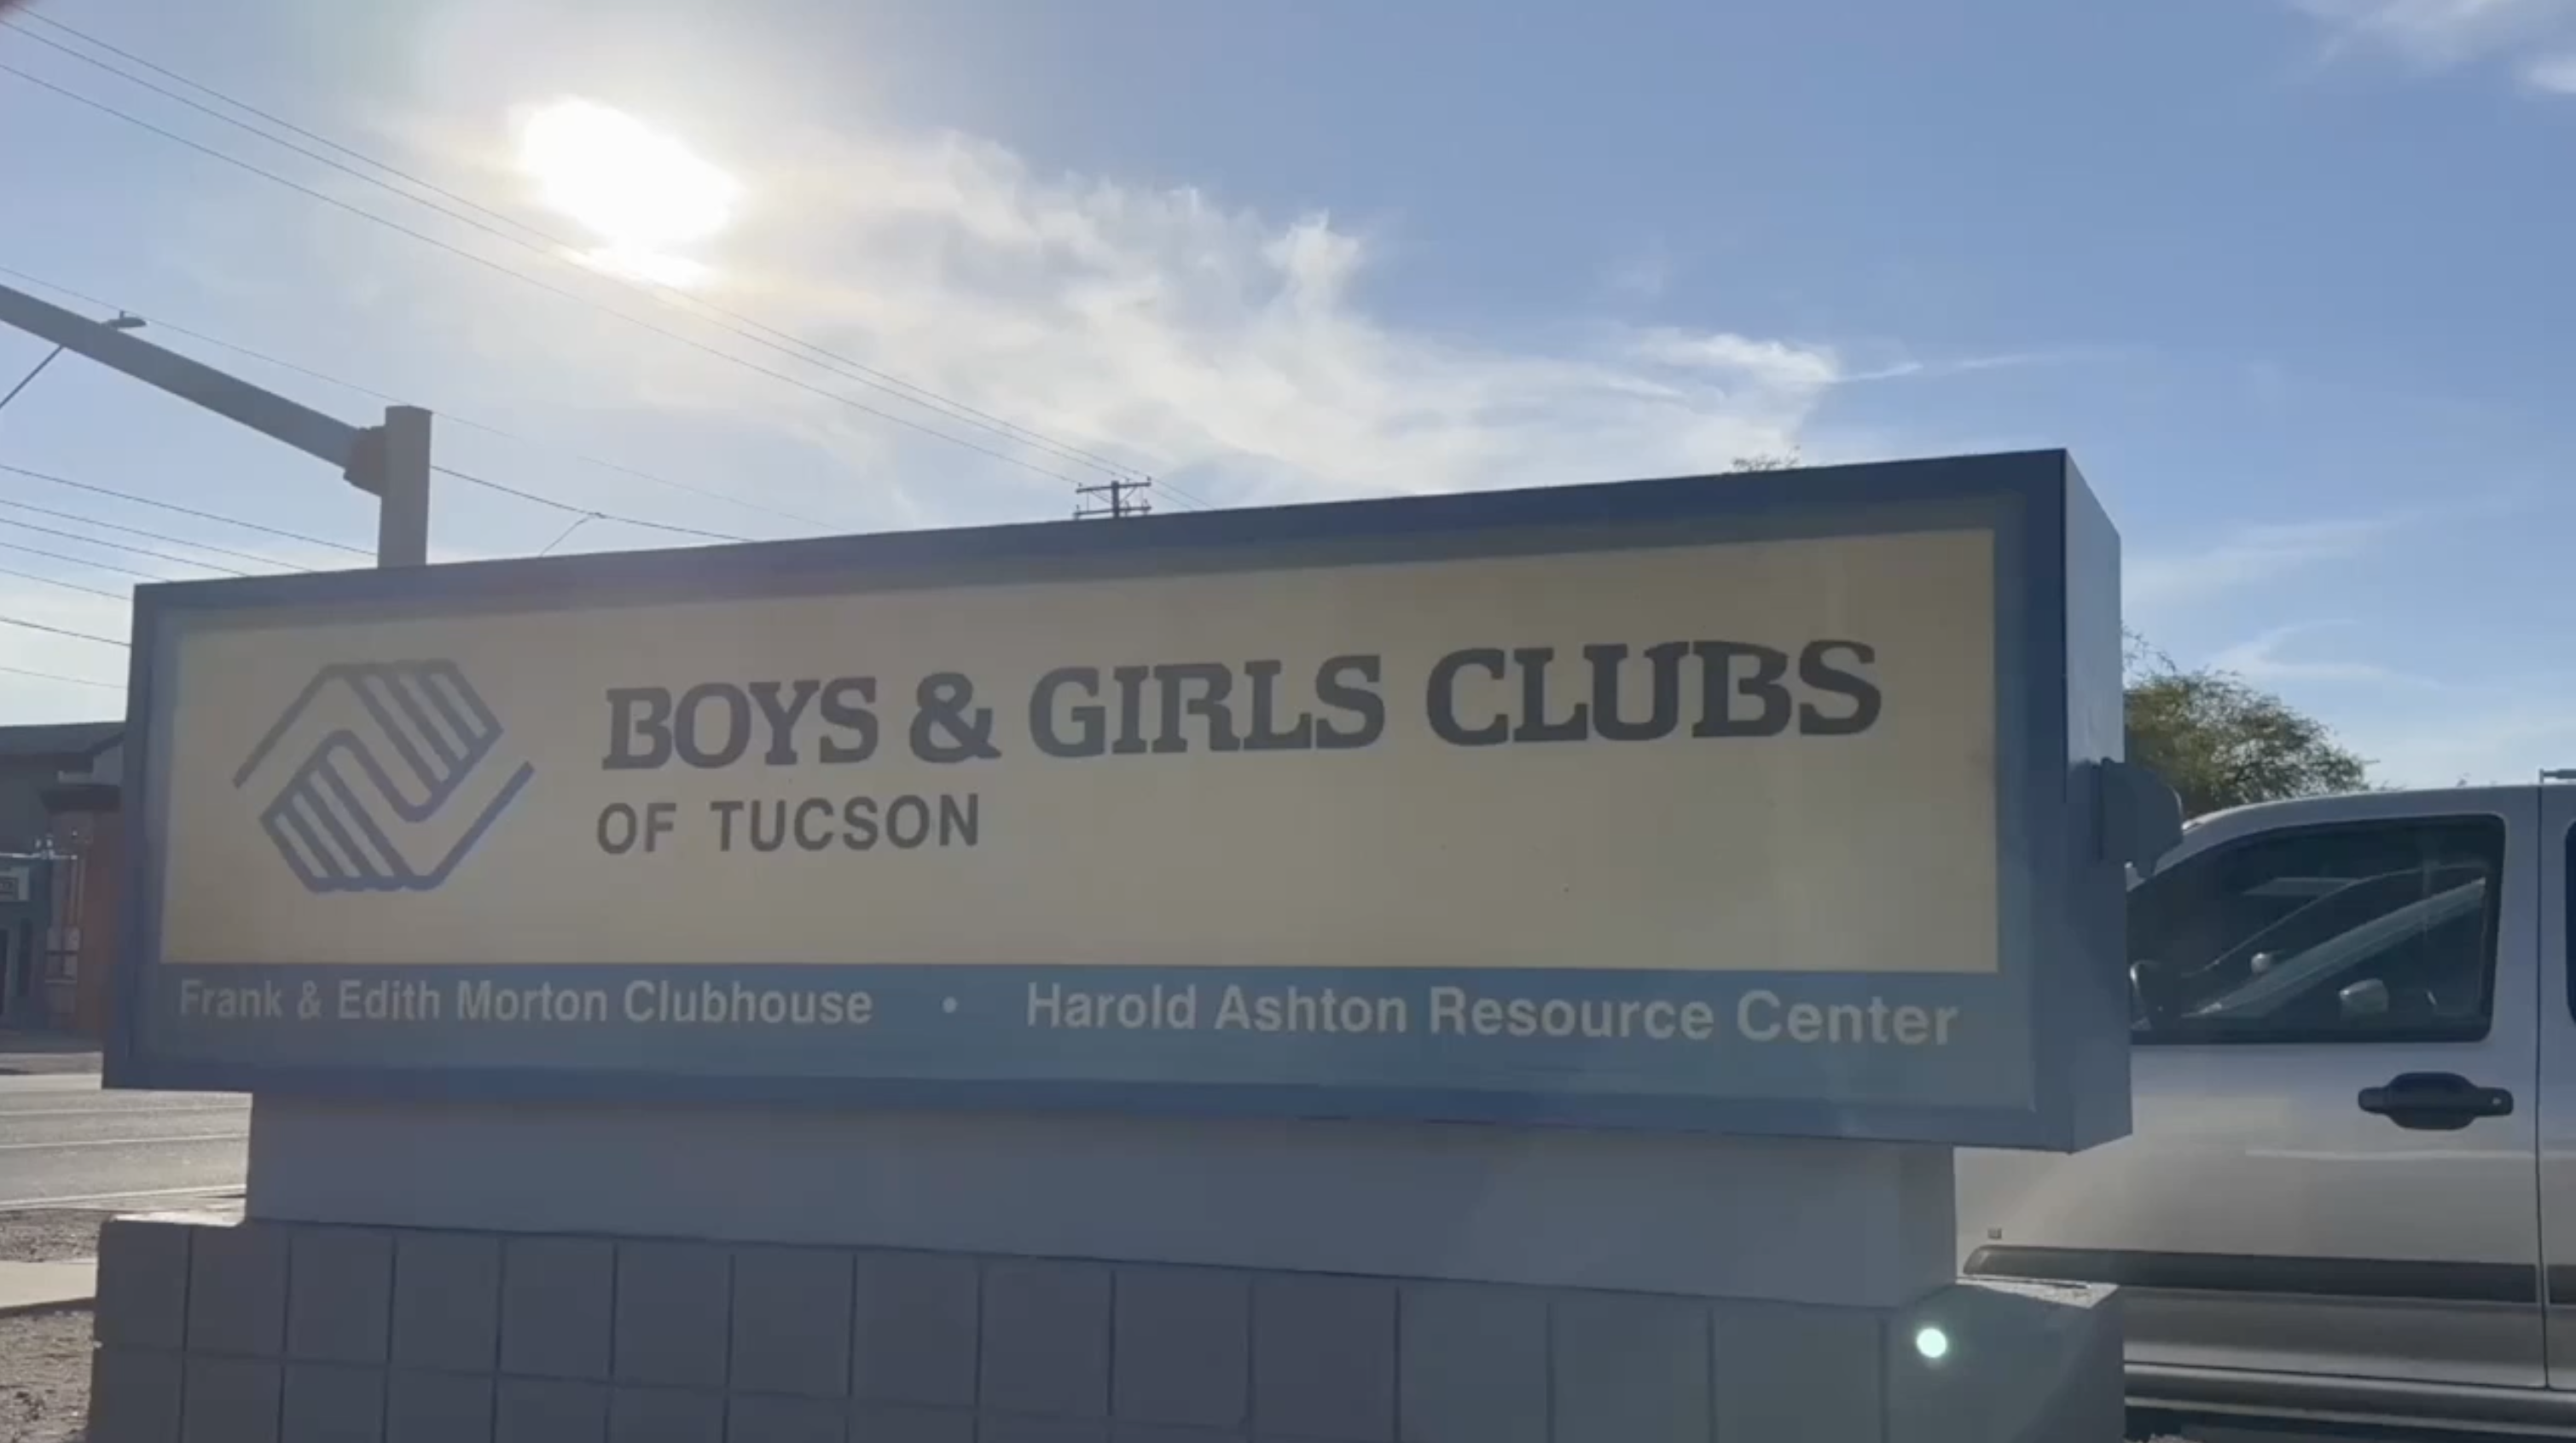 BOYS & GIRLS CLUBS
OF TUCSON
Frank & Edith Morton Clubhouse • Harold Ashton Resource Center